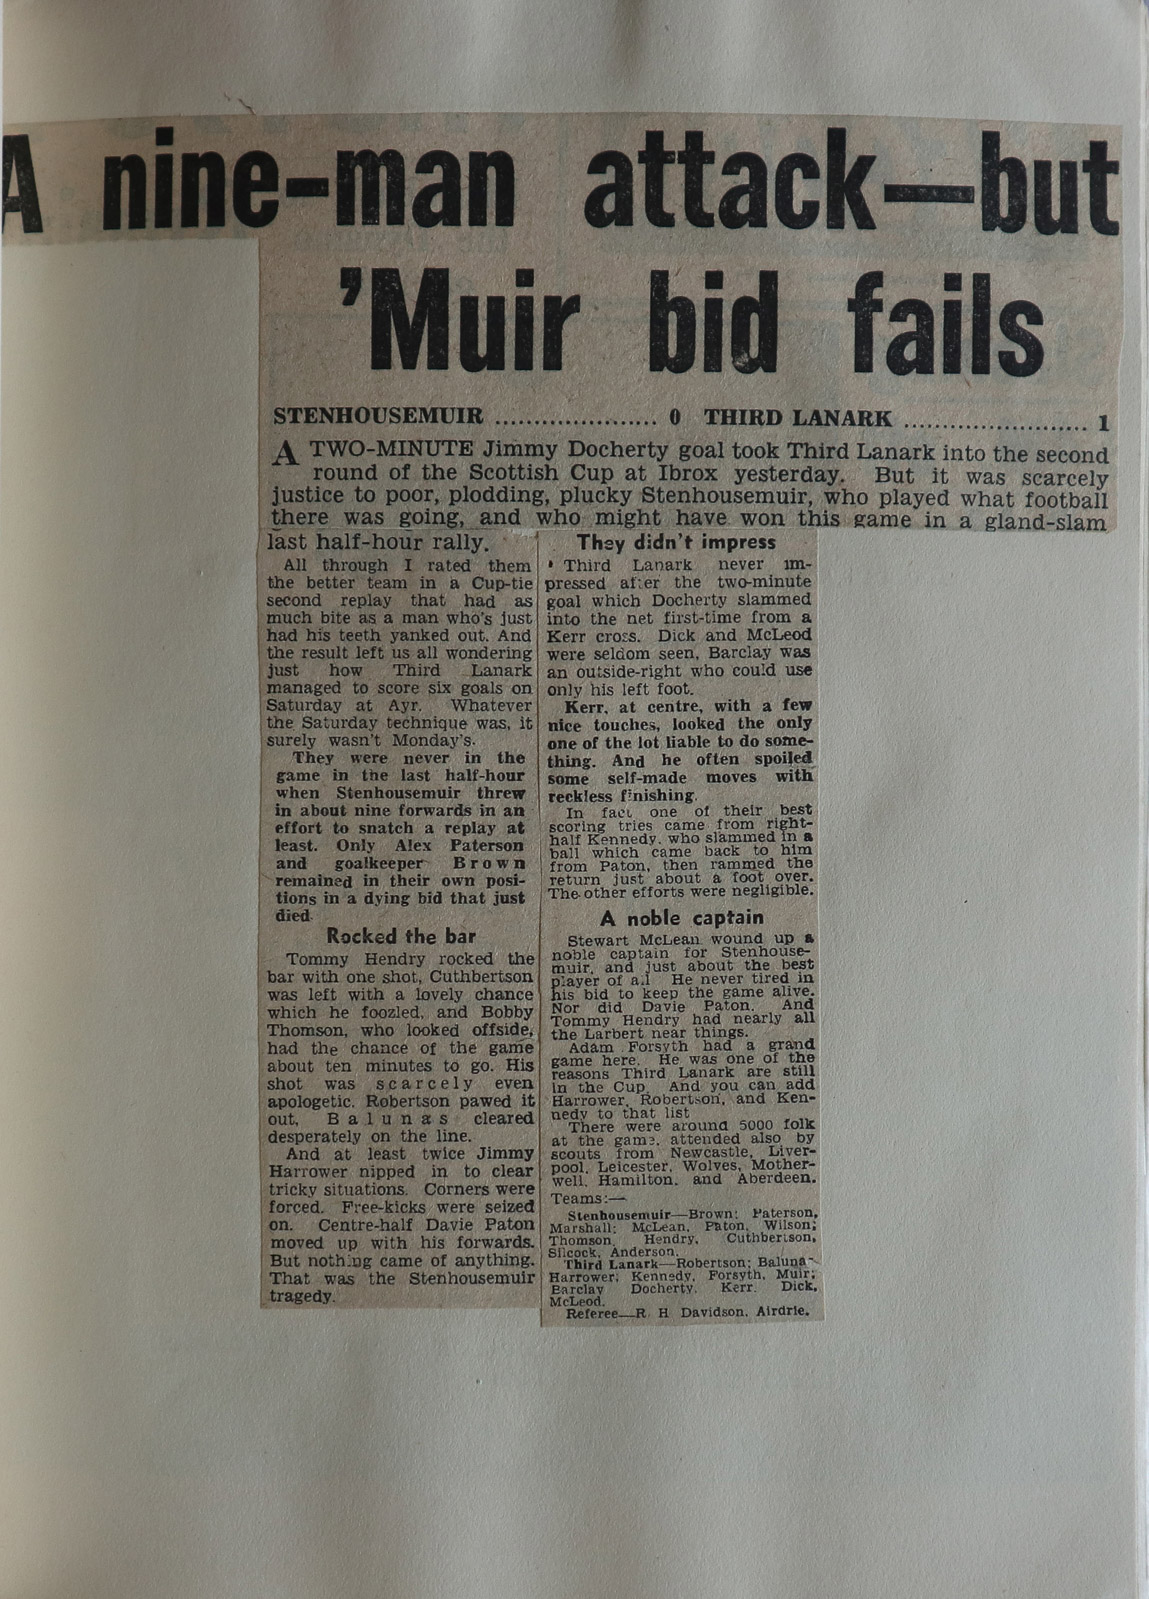 A nine-man attack—but
'Muir bid fails
STENHOUSEMUIR ..................... 0 THIRD LANARK ........................ 1
A TWO-MINUTE Jimmy Docherty goal took Third Lanark into the second
round of the Scottish Cup at Ibrox yesterday. But it was scarcely
justice to poor, plodding, plucky Stenhousemuir, who played what football
there was going, and who might have won this game in a gland-slam
last half-hour rally.
All through I rated them
the better team in a Cup-tie
second replay that had as
much bite as a man who's just
had his teeth yanked out. And
the result left us all wondering
just how Third Lanark
managed to score six goals on
Saturday at Ayr. Whatever
the Saturday technique was, it
surely wasn't Monday's.
They were never in the
game in the last half-hour
when Stenhousemuir threw
in about nine forwards in an
effort to snatch a replay at
least. Only Alex Paterson
and goalkeeper Brown
remained in their own posi-
tions in a dying bid that just
died.
Rocked the bar
Tommy Hendry rocked the
bar with one shot, Cuthbertson
was left with a lovely chance
which he foozled, and Bobby
Thomson, who looked offside,
had the chance of the game
about ten minutes to go. His
shot was scarcely even
apologetic. Robertson pawed it
out, Balunas cleared
desperately on the line.
And at least twice Jimmy
Harrower nipped in to clear
tricky situations. Corners were
forced. Free-kicks were seized
on. Centre-half Davie Paton
moved up with his forwards.
But nothing came of anything.
That was the Stenhousemuir
tragedy.
They didn't impress
Third Lanark never im-
pressed after the two-minute
goal which Docherty slammed
into the net first-time from a
Kerr cross. Dick and McLeod
were seldom seen, Barclay was
an outside-right who could use
only his left foot.
Kerr, at centre, with a few
nice touches, looked the only
one of the lot liable to do some-
thing. And he often spoiled
some self-made moves with
reckless finishing.
In fact one of their best
scoring tries came from right-
half Kennedy, who slammed in a
ball which came back to him
from Paton, then rammed the
return just about a foot over.
The other efforts were negligible.
A noble captain
Stewart McLean wound up a
noble captain for Stenhouse-
muir, and just about the best
player of all. He never tired in
his bid to keep the game alive.
Nor did Davie Paton. And
Tommy Hendry had nearly all
the Larbert near things.
Adam Forsyth had a grand
game here. He was one of the
reasons Third Lanark are still
in the Cup. And you can add
Harrower, Robertson, and Ken-
nedy to that list
There were around 5000 folk
at the game, attended also by
scouts from Newcastle, Liver-
pool, Leicester, Wolves, Mother-
well, Hamilton, and Aberdeen.
Teams:—
Stenhousemuir—Brown; Paterson,
Marshall; McLean, Paton, Wilson;
Thomson, Hendry, Cuthbertson,
Silcock, Anderson.
Third Lanark—Robertson; Balunas
Harrower; Kennedy, Forsyth, Muir;
Barclay Docherty, Kerr, Dick,
McLeod.
Referee—R H Davidson, Airdrie.